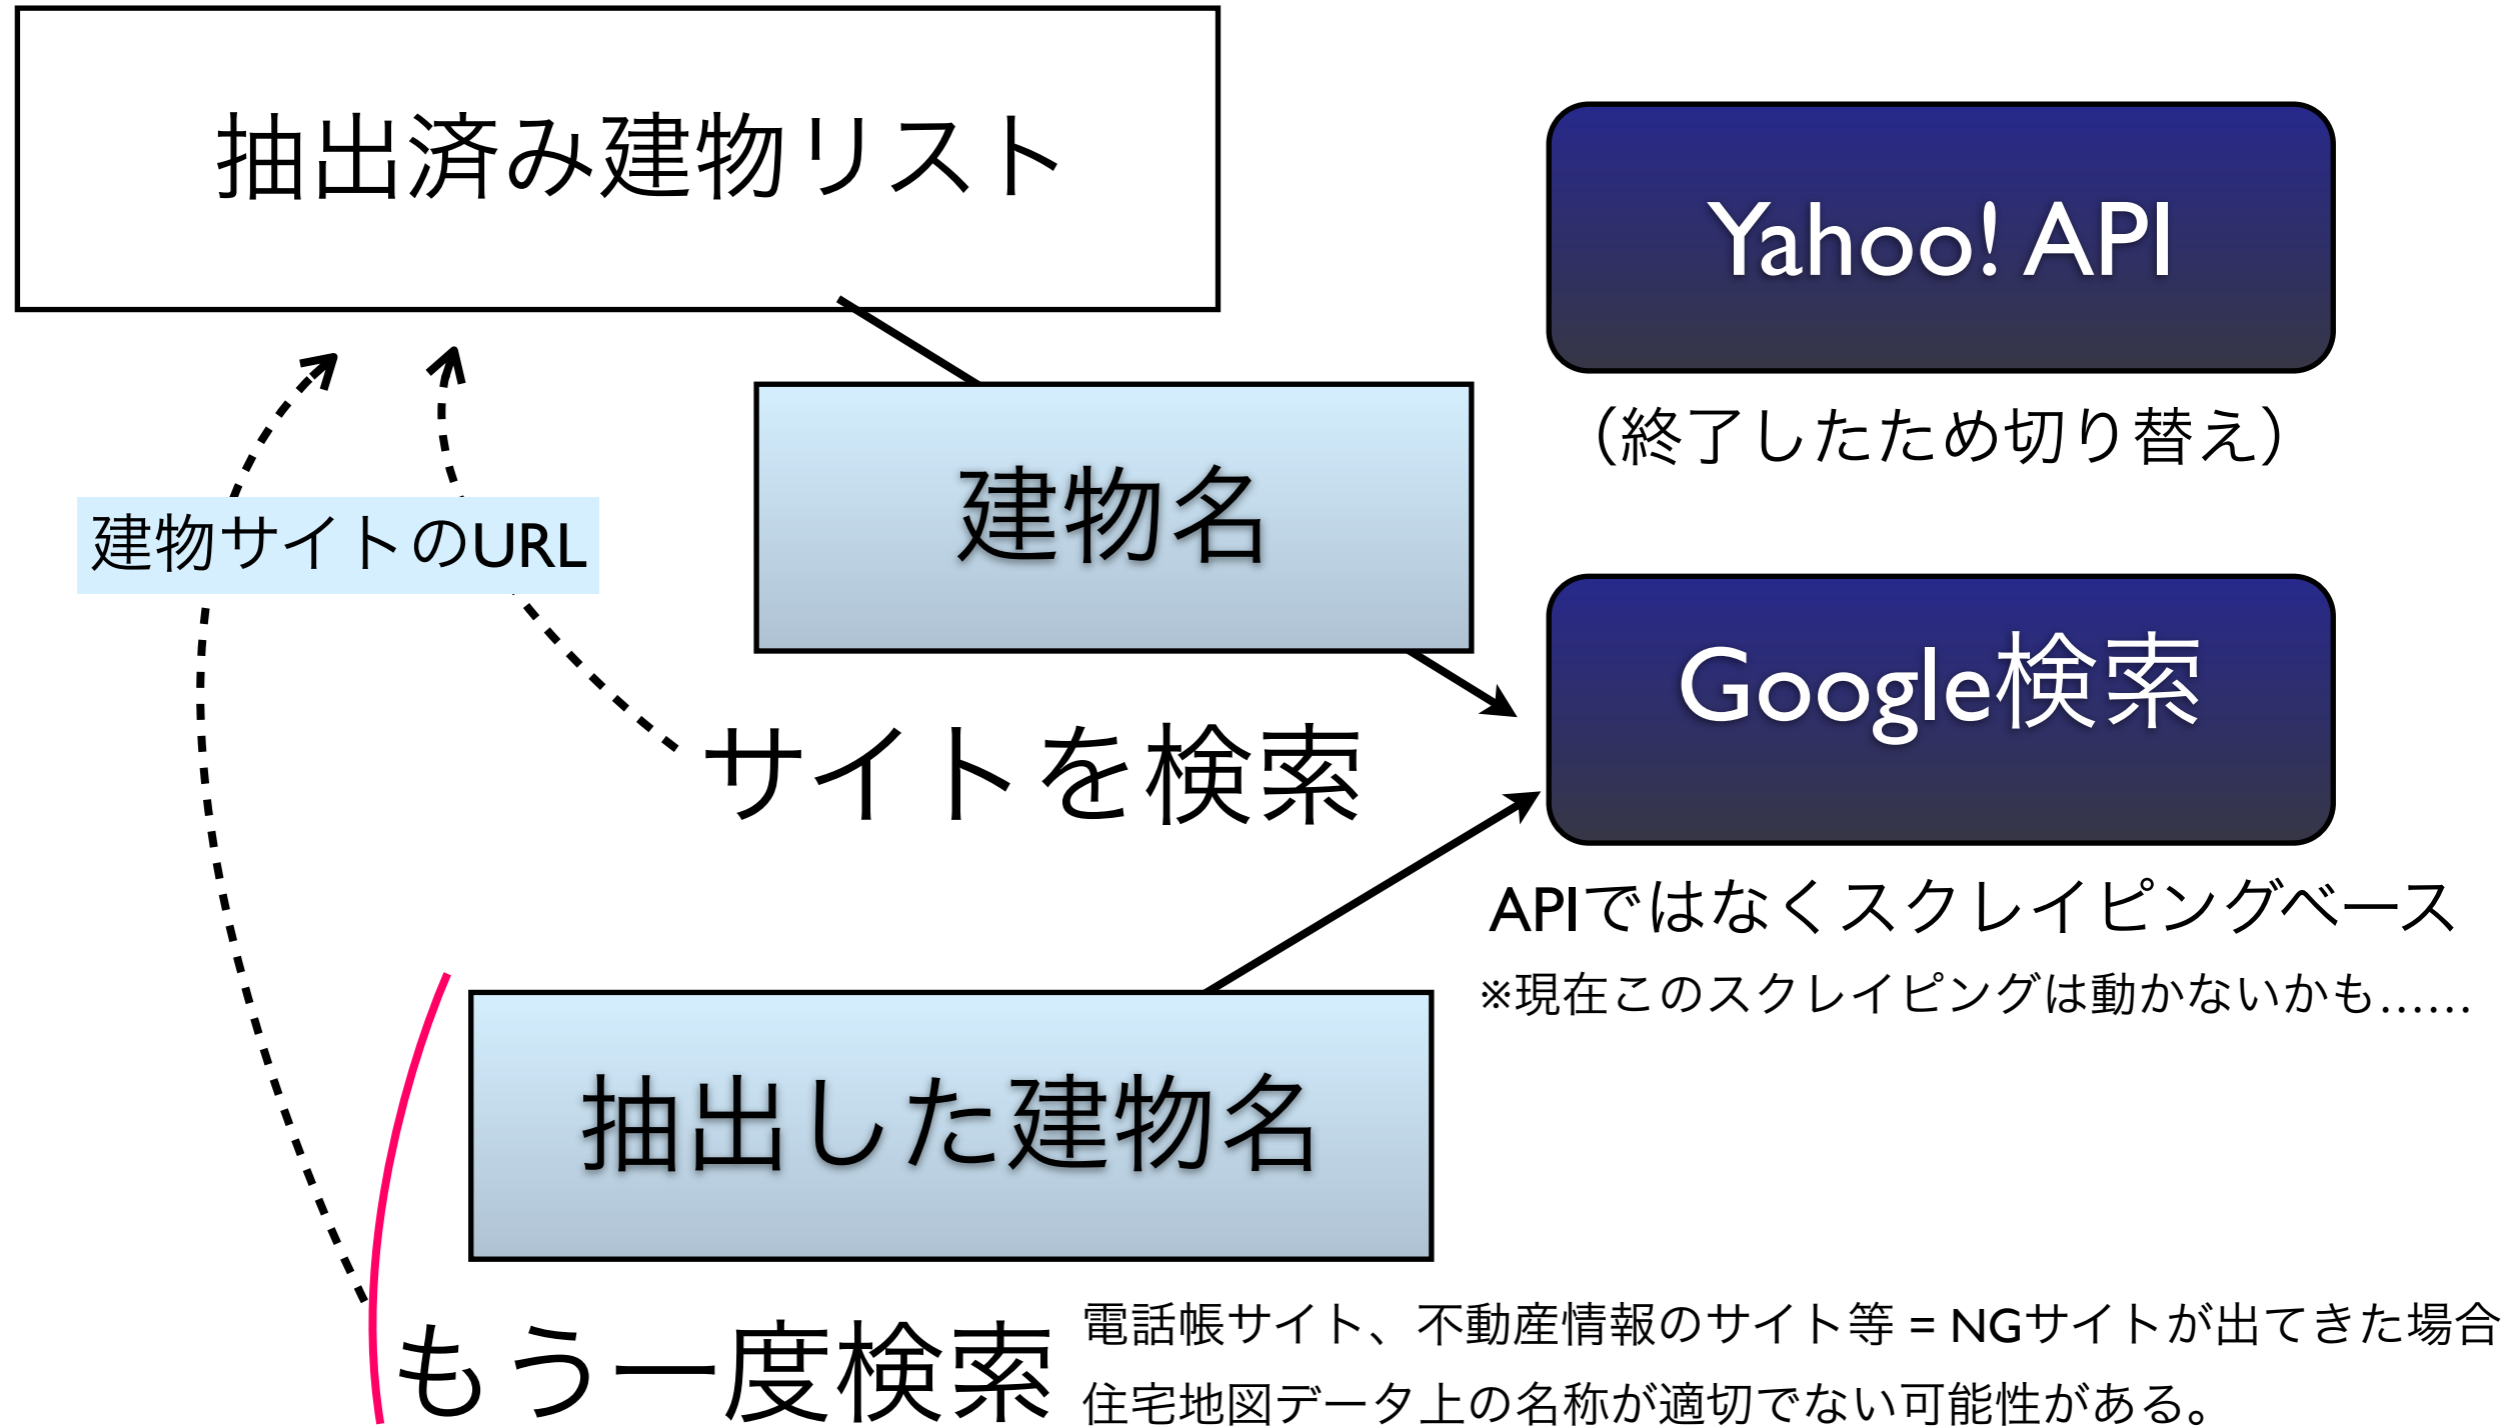 抽出済み建物リスト
Yahoo! API
（終了したため切り替え）
建物名
建物サイトのURL
Google検索
サイトを検索
APIではなくスクレイピングベース
※現在このスクレイピングは動かないかも……
抽出した建物名
もう一度検索
電話帳サイト、不動産情報のサイト等 = NGサイトが出てきた場合
住宅地図データ上の名称が適切でない可能性がある。